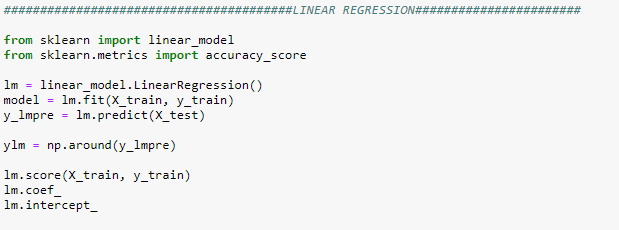 ########################################LINEAR REGRESSION#######################
from sklearn import linear_model
from sklearn.metrics import accuracy_score
lm = linear_model.LinearRegression()
model = lm.fit(X_train, y_train)
y_lmpre = lm.predict(X_test)
ylm = np.around(y_lmpre)
lm.score(X_train, y_train)
lm.coef_
lm.intercept_